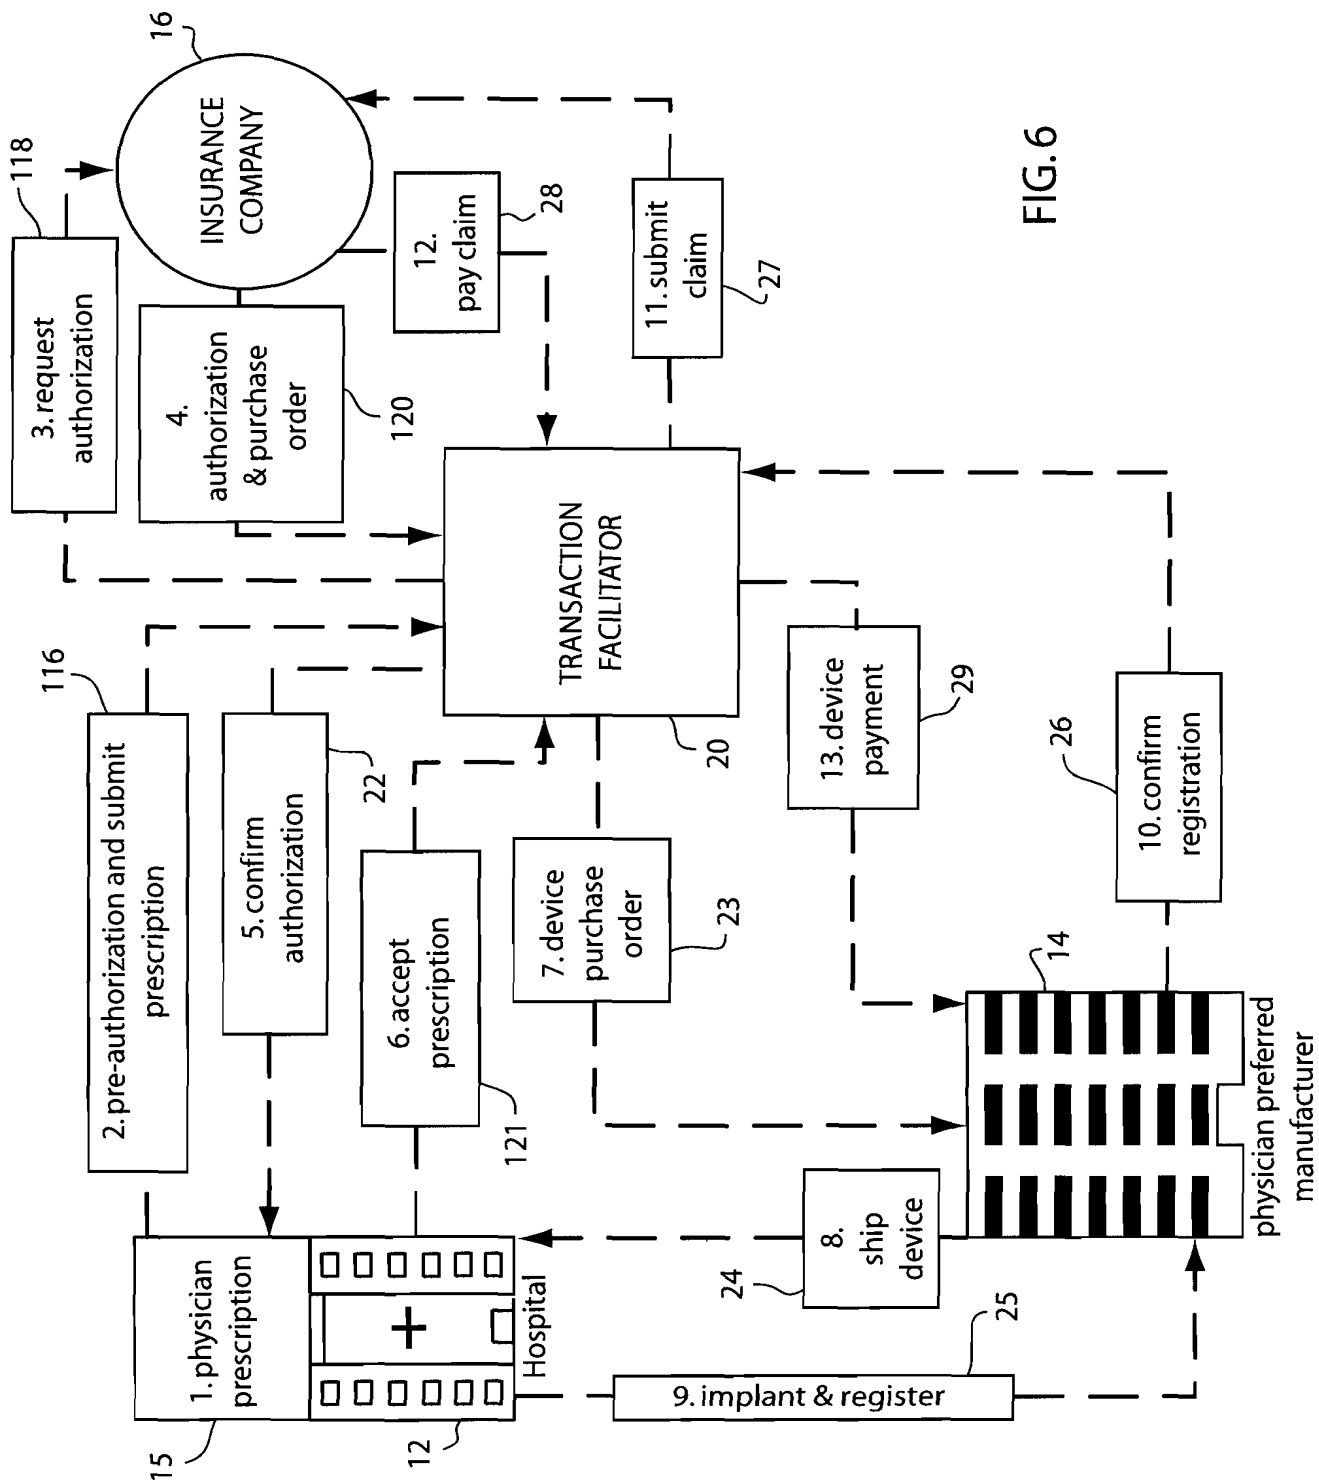 15
1. physician
prescription
12
Hospital
116
2. pre-authorization and submit
prescription
5. confirm
authorization
22
6. accept
prescription
121
118
3. request
authorization
4.
authorization
& purchase
order
120
16
INSURANCE
COMPANY
12.
pay claim
28
11. submit
claim
27
TRANSACTION
FACILITATOR
20
7. device
purchase
order
23
13. device
payment
29
8.
ship
device
24
9. implant & register
25
10. confirm
registration
26
14
physician preferred
manufacturer
FIG. 6